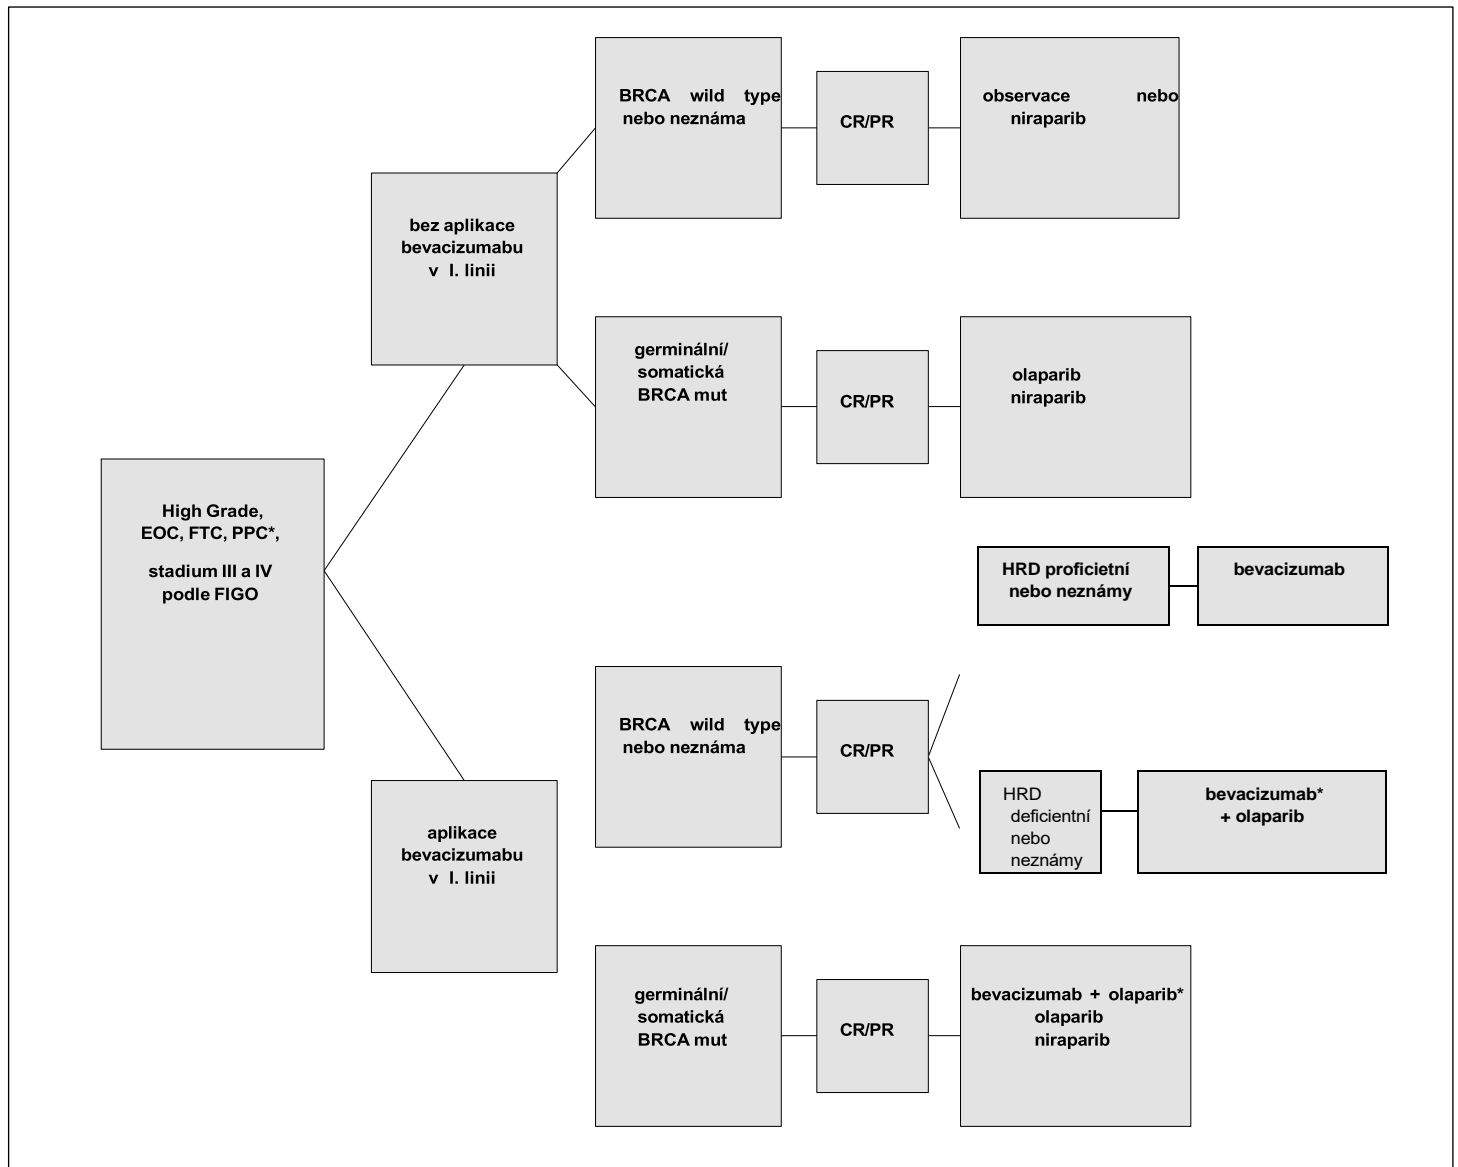 BRCA wild type
nebo neznáma
CR/PR
observace nebo
niraparib
bez aplikace
bevacizumabu
v I. linii
germinální/
somatická
BRCA mut
CR/PR
olaparib
niraparib
High Grade,
EOC, FTC, PPC*,
stadium III a IV
podle FIGO
HRD proficietní
nebo neznámy
bevacizumab
BRCA wild type
nebo neznáma
CR/PR
HRD
deficientní
nebo
neznámy
bevacizumab*
+ olaparib
aplikace
bevacizumabu
v I. linii
germinální/
somatická
BRCA mut
CR/PR
bevacizumab + olaparib*
olaparib
niraparib